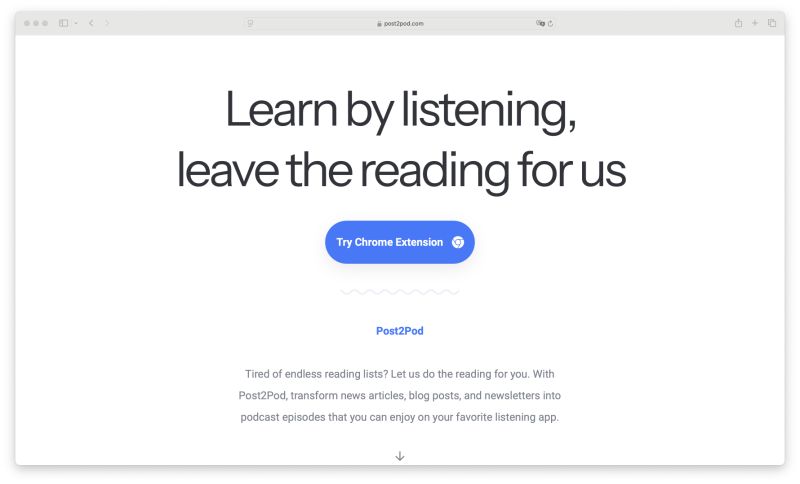 post2pod.com
Learn by listening,
leave the reading for us
Try Chrome Extension
Post2Pod
Tired of endless reading lists? Let us do the reading for you. With
Post2Pod, transform news articles, blog posts, and newsletters into
podcast episodes that you can enjoy on your favorite listening app.